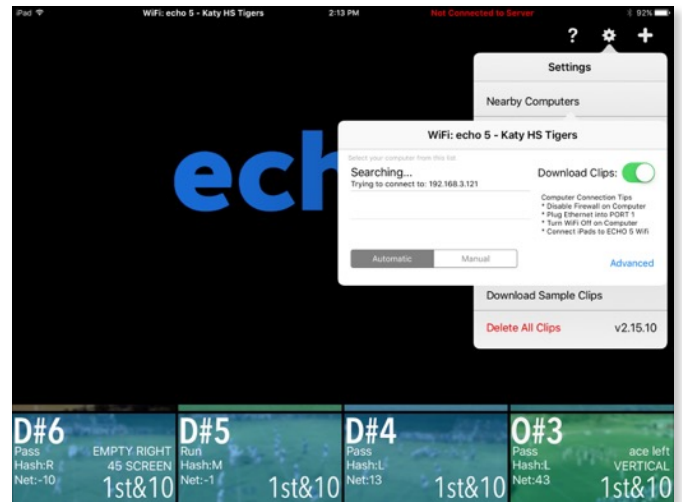 iPad
WiFi: echo 5 - Katy HS Tigers
2:13 PM
Not Connected to Server
92%
?
+
Settings
Nearby Computers
WiFi: echo 5 - Katy HS Tigers
Select your computer from this list
Searching...
Trying to connect to: 192.168.3.121
Download Clips:
Computer Connection Tips
* Disable Firewall on Computer
* Plug Ethernet into PORT 1
* Turn WiFi Off on Computer
* Connect iPads to ECHO 5 Wifi
Automatic
Manual
Advanced
ech
Download Sample Clips
Delete All Clips
v2.15.10
D#6
Pass
EMPTY RIGHT
Hash:R
45 SCREEN
Net:-10
1st&10
D#5
Run
Hash:M
Net:-1
1st&10
D#4
Pass
Hash:L
Net:13
1st&10
O#3
Pass
ace left
Hash:L
VERTICAL
Net:43
1st&10